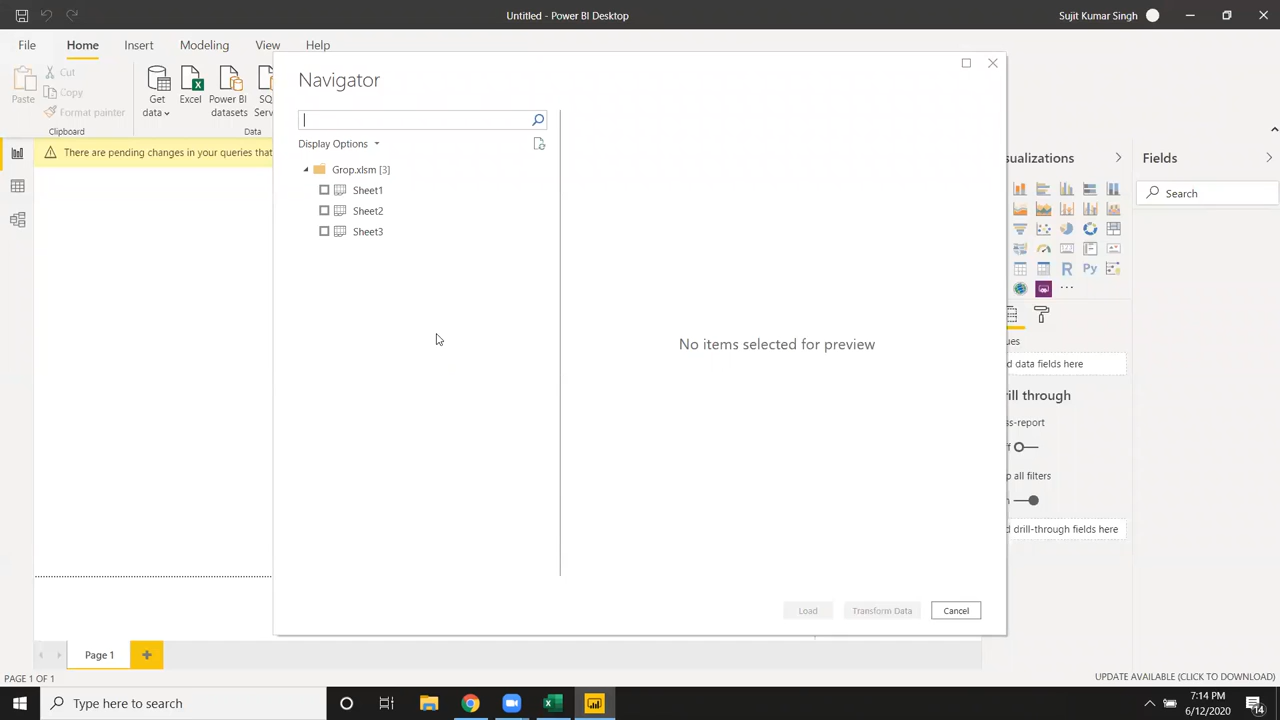 Untitled - Power BI Desktop
Sujit Kumar Singh
File
Home
Insert
Modeling
View
Help
Paste
Cut
Copy
Format painter
Clipboard
Get data
Excel
Power BI datasets
SQ
Serv
Data
There are pending changes in your queries that
Navigator
Display Options
Grop.xlsm [3]
Sheet1
Sheet2
Sheet3
No items selected for preview
Load
Transform Data
Cancel
sualizations
Fields
Search
R
Py
ues
d data fields here
rill through
ss-report
ff
p all filters
n
d drill-through fields here
Page 1
PAGE 1 OF 1
UPDATE AVAILABLE (CLICK TO DOWNLOAD)
Type here to search
7:14 PM
6/12/2020